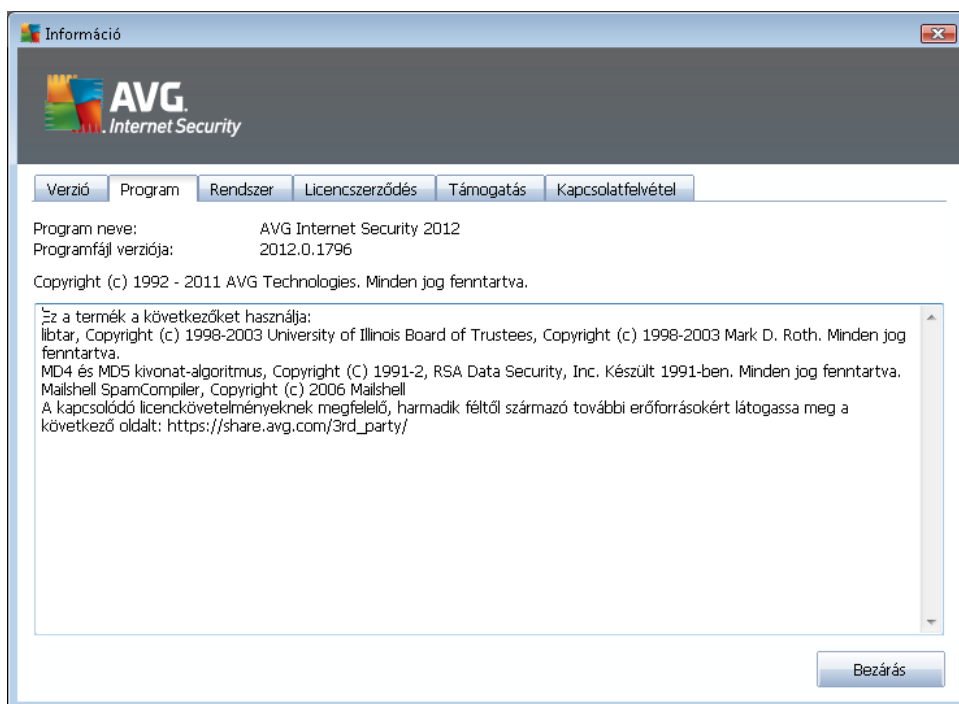 Információ
AVG.
Internet Security
Verzió Program Rendszer Licencszerződés Támogatás Kapcsolatfelvétel
Program neve: AVG Internet Security 2012
Programfájl verziója: 2012.0.1796
Copyright (c) 1992 - 2011 AVG Technologies. Minden jog fenntartva.
Ez a termék a következőket használja:
libtar, Copyright (c) 1998-2003 University of Illinois Board of Trustees, Copyright (c) 1998-2003 Mark D. Roth. Minden jog
fenntartva.
MD4 és MD5 kivonat-algoritmus, Copyright (C) 1991-2, RSA Data Security, Inc. Készült 1991-ben. Minden jog fenntartva.
Mailshell SpamCompiler, Copyright (c) 2006 Mailshell
A kapcsolódó licenckövetelményeknek megfelelő, harmadik féltől származó további erőforrásokért látogassa meg a
következő oldalt: https://share.avg.com/3rd_party/
Bezárás